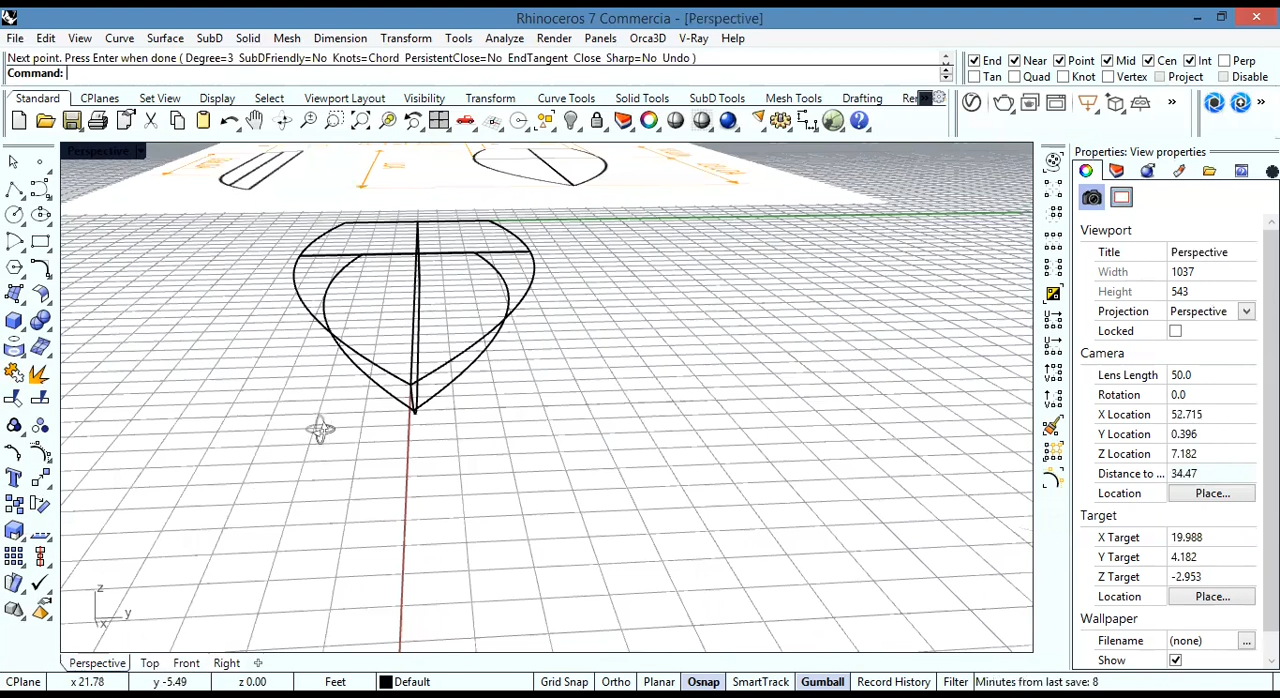 Rhinoceros 7 Commercia - [Perspective]
File Edit View Curve Surface SubD Solid Mesh Dimension Transform Tools Analyze Render Panels Orca3D V-Ray Help
Next point. Press Enter when done ( Degree=3 SubDFriendly=No Knots=Chord PersistentClose=No EndTangent Close Sharp=No Undo )
Command:
End Near Point Mid Cen Int Perp
Tan Quad Knot Vertex Project Disable
Standard CPlanes Set View Display Select Viewport Layout Visibility Transform Curve Tools Solid Tools SubD Tools Mesh Tools Drafting Re
Perspective
Properties: View properties
Viewport
Title Perspective
Width 1037
Height 543
Projection Perspective
Locked
Camera
Lens Length 50.0
Rotation 0.0
X Location 52.715
Y Location 0.396
Z Location 7.182
Distance to ... 34.47
Location Place...
Target
X Target 19.988
Y Target 4.182
Z Target -2.953
Location Place...
Wallpaper
Filename (none) ...
Show
z
y
x
Perspective Top Front Right
CPlane x 21.78 y -5.49 z 0.00 Feet Default Grid Snap Ortho Planar Osnap SmartTrack Gumball Record History Filter Minutes from last save: 8